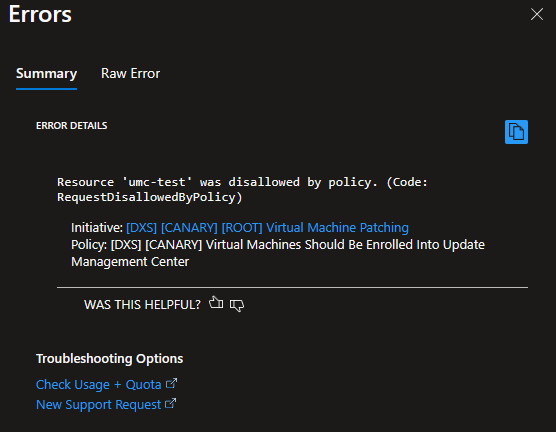 Errors
Summary
Raw Error
ERROR DETAILS
Resource 'umc-test' was disallowed by policy. (Code:
RequestDisallowedByPolicy)
Initiative: [DXS] [CANARY] [ROOT] Virtual Machine Patching
Policy: [DXS] [CANARY] Virtual Machines Should Be Enrolled Into Update
Management Center
WAS THIS HELPFUL?
Troubleshooting Options
Check Usage + Quota
New Support Request